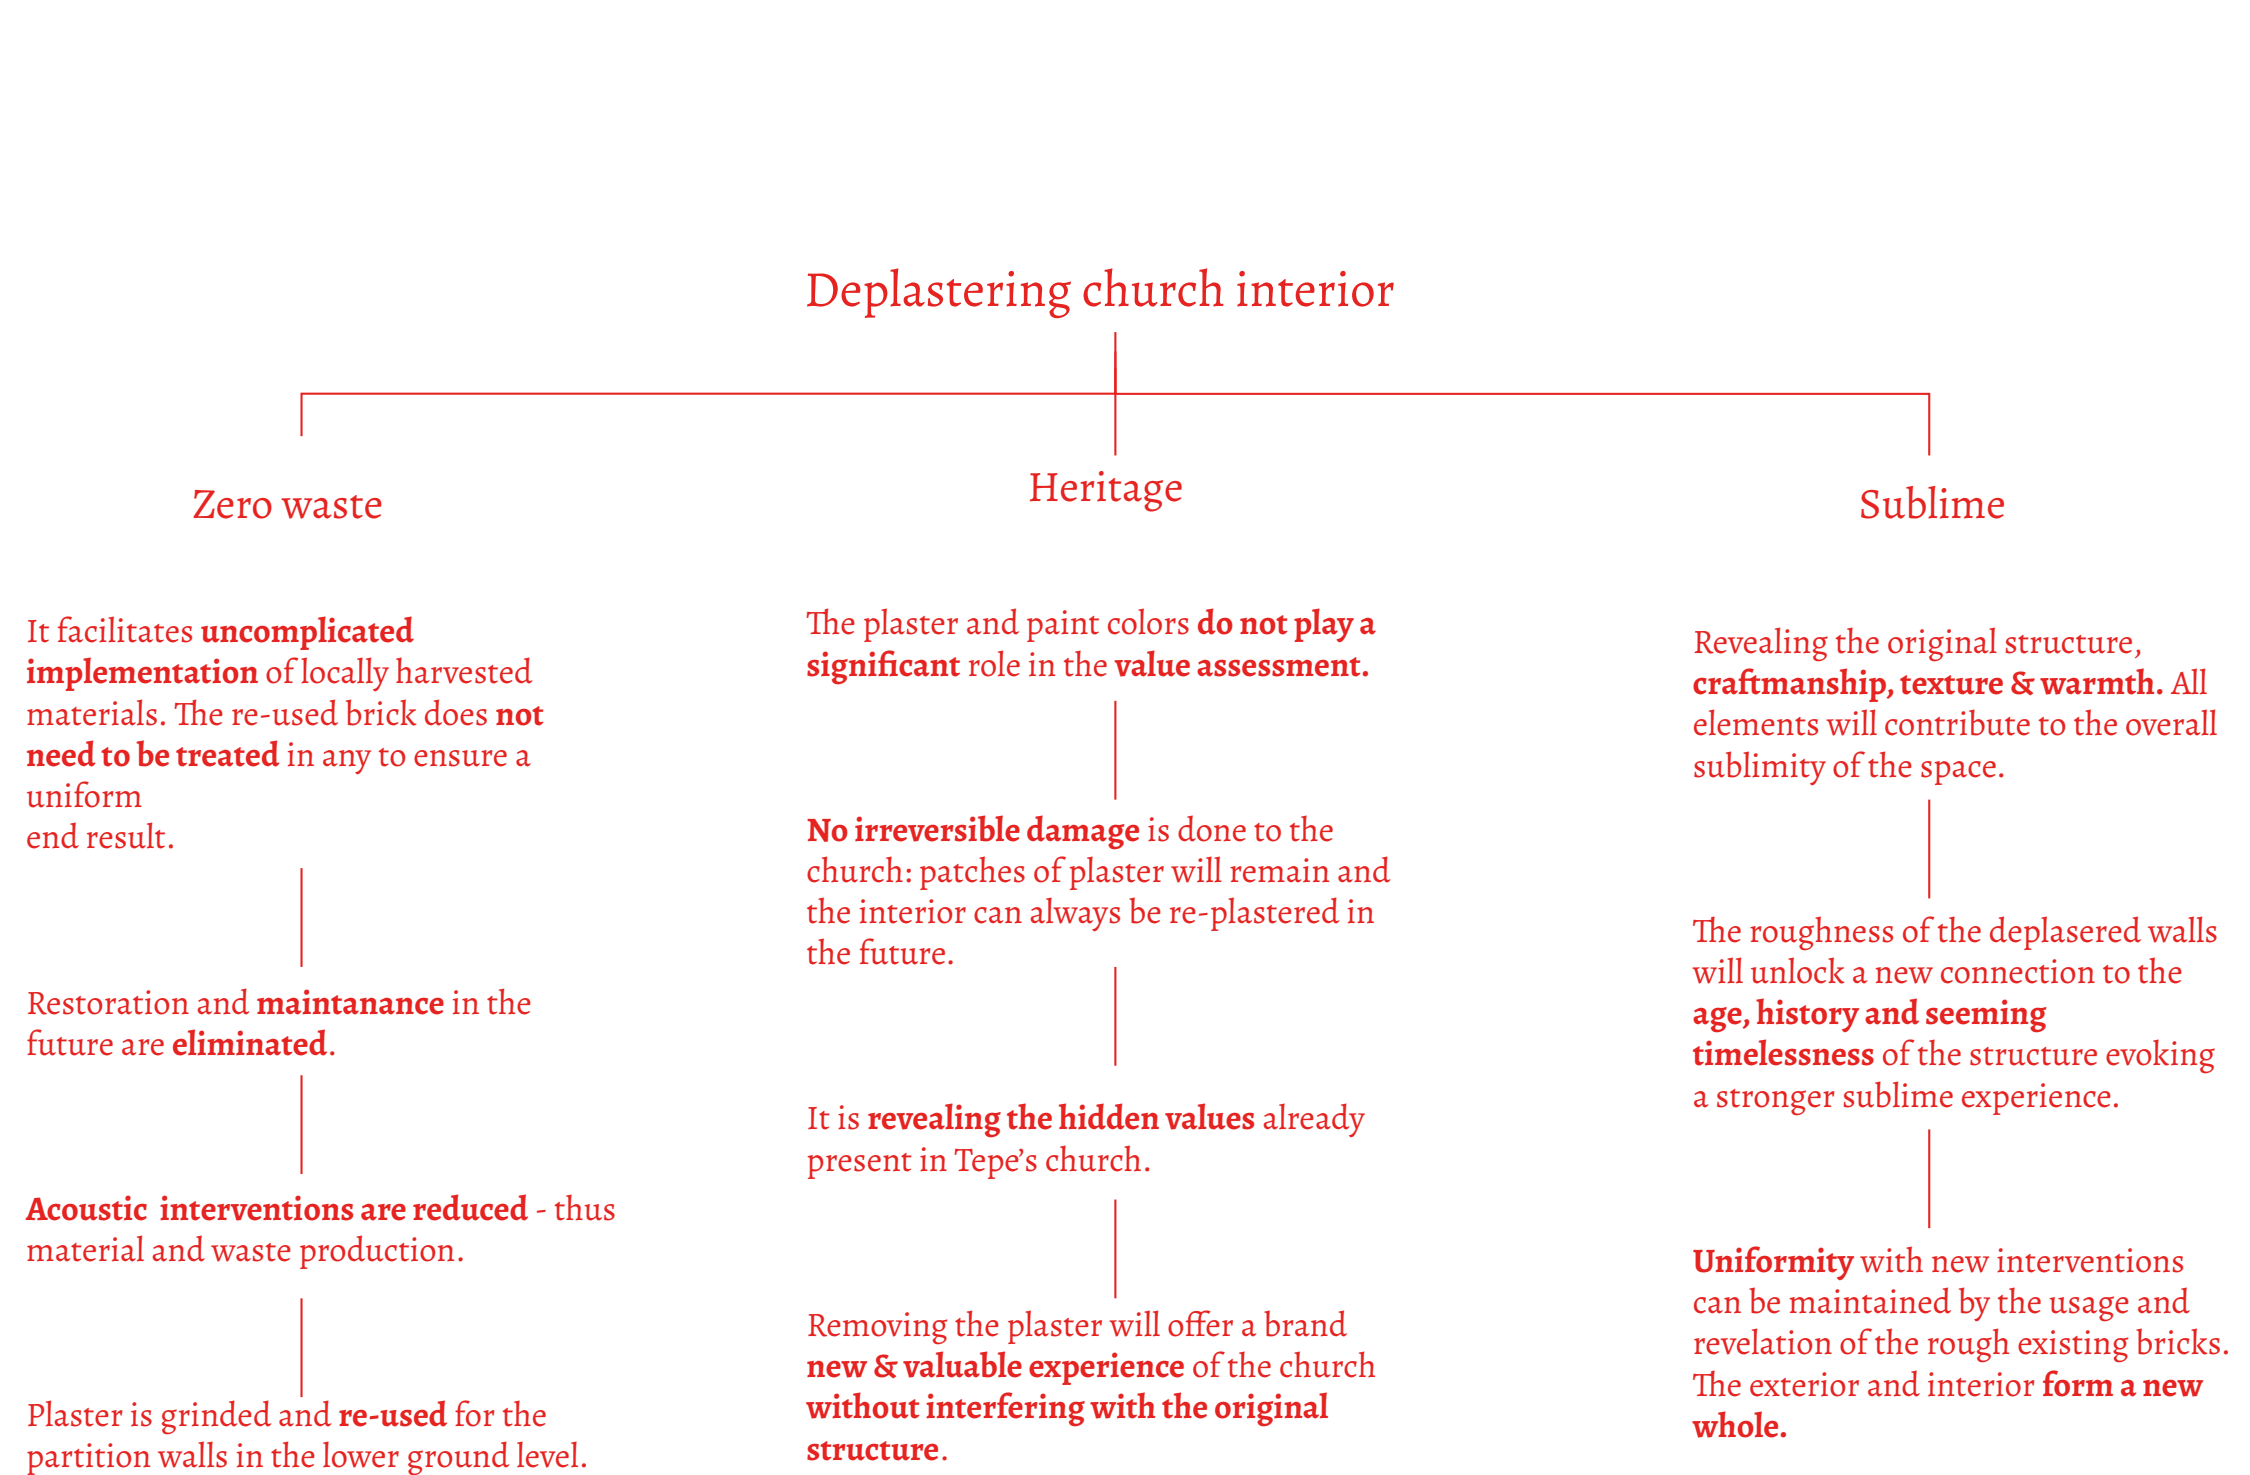 Deplastering church interior
Zero waste
It facilitates uncomplicated
implementation of locally harvested
materials. The re-used brick does not
need to be treated in any to ensure a
uniform
end result.
Restoration and maintanance in the
future are eliminated.
Acoustic  interventions are reduced - thus
material and waste production.
Plaster is grinded and re-used for the
partition walls in the lower ground level.
Heritage
The plaster and paint colors do not play a
significant role in the value assessment.
No irreversible damage is done to the
church: patches of plaster will remain and
the interior can always be re-plastered in
the future.
It is revealing the hidden values already
present in Tepe’s church.
Removing the plaster will offer a brand
new & valuable experience of the church
without interfering with the original
structure.
Sublime
Revealing the original structure,
craftmanship, texture & warmth. All
elements will contribute to the overall
sublimity of the space.
The roughness of the deplasered walls
will unlock a new connection to the
age, history and seeming
timelessness of the structure evoking
a stronger sublime experience.
Uniformity with new interventions
can be maintained by the usage and
revelation of the rough existing bricks.
The exterior and interior form a new
whole.